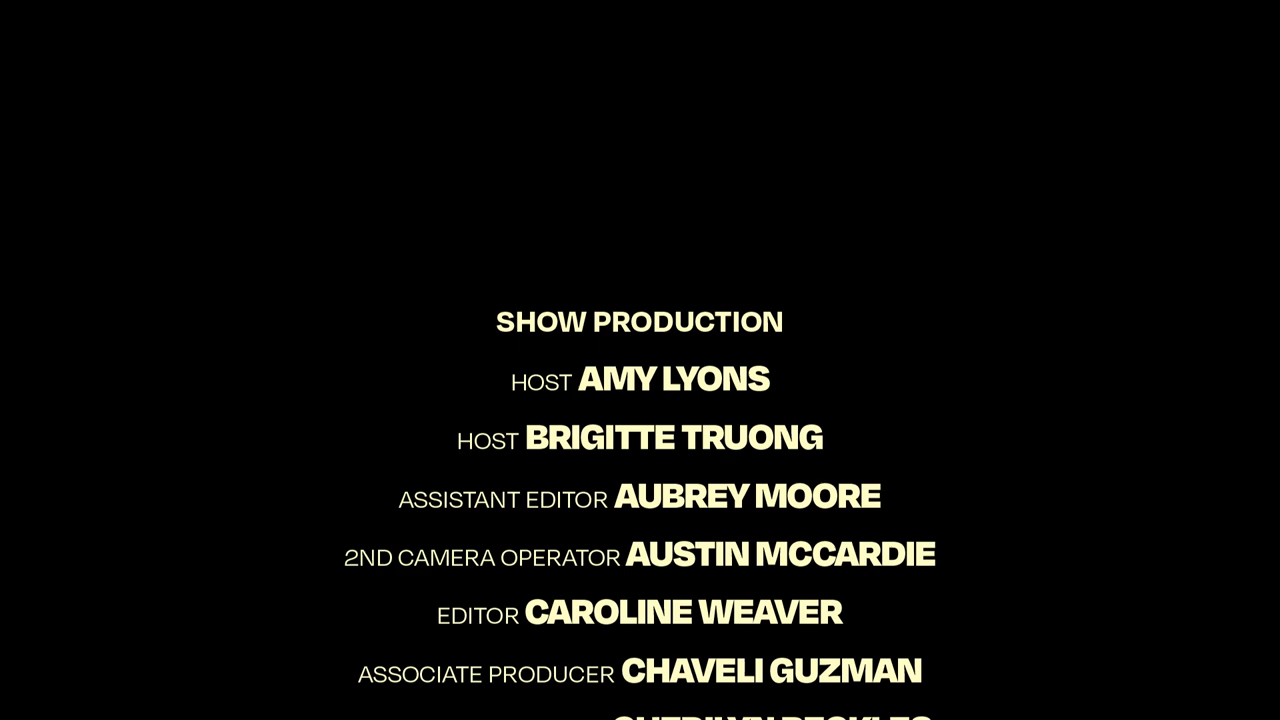 SHOW PRODUCTION
HOST AMY LYONS
HOST BRIGITTE TRUONG
ASSISTANT EDITOR AUBREY MOORE
2ND CAMERA OPERATOR AUSTIN MCCARDIE
EDITOR CAROLINE WEAVER
ASSOCIATE PRODUCER CHAVELI GUZMAN